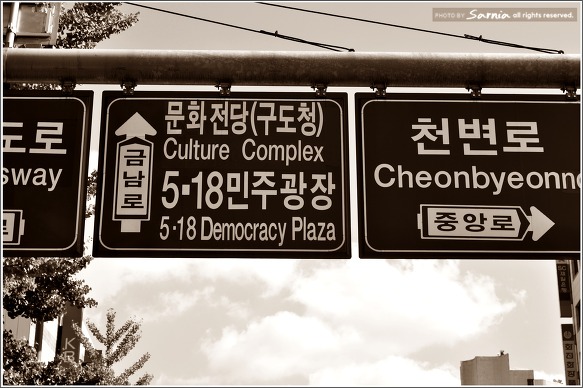 PHOTO BY Sarnia all rights reserved.
도로
sway
금남로
문화전당(구도청)
Culture Complex
5·18민주광장
5·18 Democracy Plaza
천변로
Cheonbyeonno
중앙로